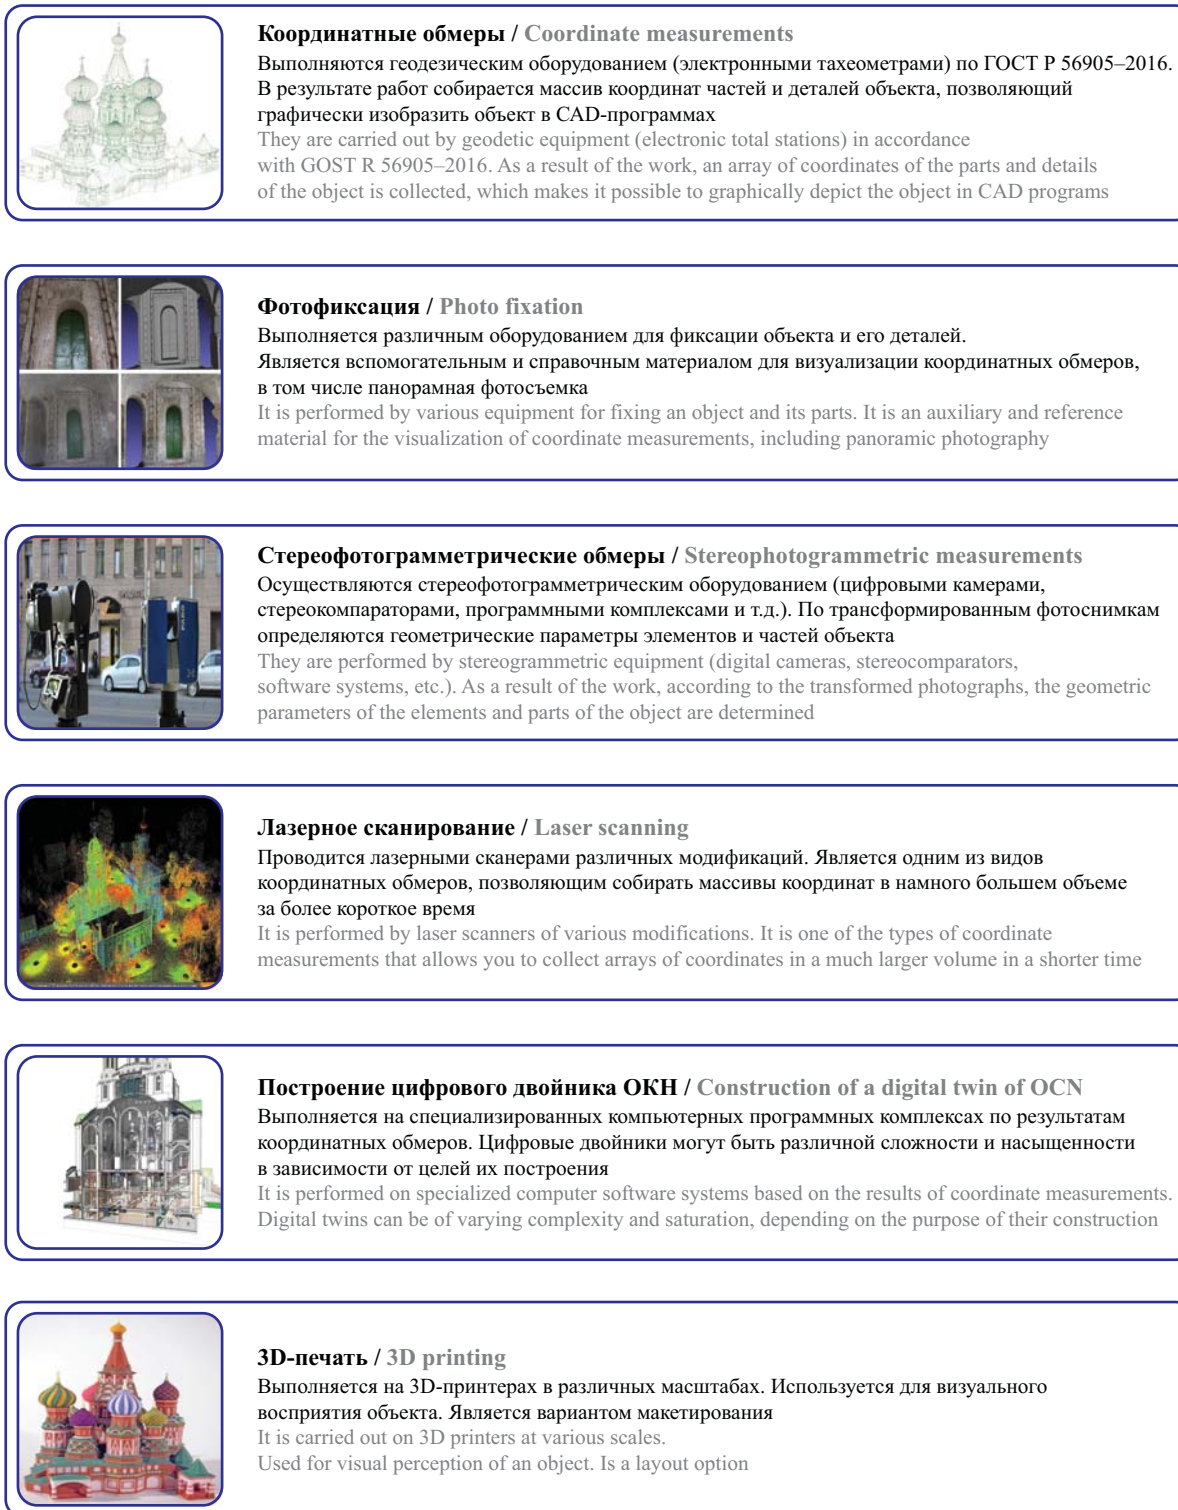 Координатные обмеры / Coordinate measurements
Выполняются геодезическим оборудованием (электронными тахеометрами) по ГОСТ Р 56905–2016.
В результате работ собирается массив координат частей и деталей объекта, позволяющий
графически изобразить объект в CAD-программах
They are carried out by geodetic equipment (electronic total stations) in accordance
with GOST R 56905–2016. As a result of the work, an array of coordinates of the parts and details
of the object is collected, which makes it possible to graphically depict the object in CAD programs
Фотофиксация / Photo fixation
Выполняется различным оборудованием для фиксации объекта и его деталей.
Является вспомогательным и справочным материалом для визуализации координатных обмеров,
в том числе панорамная фотосъемка
It is performed by various equipment for fixing an object and its parts. It is an auxiliary and reference
material for the visualization of coordinate measurements, including panoramic photography
Стереофотограмметрические обмеры / Stereophotogrammetric measurements
Осуществляются стереофотограмметрическим оборудованием (цифровыми камерами,
стереокомпараторами, программными комплексами и т.д.). По трансформированным фотоснимкам
определяются геометрические параметры элементов и частей объекта
They are performed by stereogrammetric equipment (digital cameras, stereocomparators,
software systems, etc.). As a result of the work, according to the transformed photographs, the geometric
parameters of the elements and parts of the object are determined
Лазерное сканирование / Laser scanning
Проводится лазерными сканерами различных модификаций. Является одним из видов
координатных обмеров, позволяющим собирать массивы координат в намного большем объеме
за более короткое время
It is performed by laser scanners of various modifications. It is one of the types of coordinate
measurements that allows you to collect arrays of coordinates in a much larger volume in a shorter time
Построение цифрового двойника ОКН / Construction of a digital twin of OCN
Выполняется на специализированных компьютерных программных комплексах по результатам
координатных обмеров. Цифровые двойники могут быть различной сложности и насыщенности
в зависимости от целей их построения
It is performed on specialized computer software systems based on the results of coordinate measurements.
Digital twins can be of varying complexity and saturation, depending on the purpose of their construction
3D-печать / 3D printing
Выполняется на 3D-принтерах в различных масштабах. Используется для визуального
восприятия объекта. Является вариантом макетирования
It is carried out on 3D printers at various scales.
Used for visual perception of an object. Is a layout option